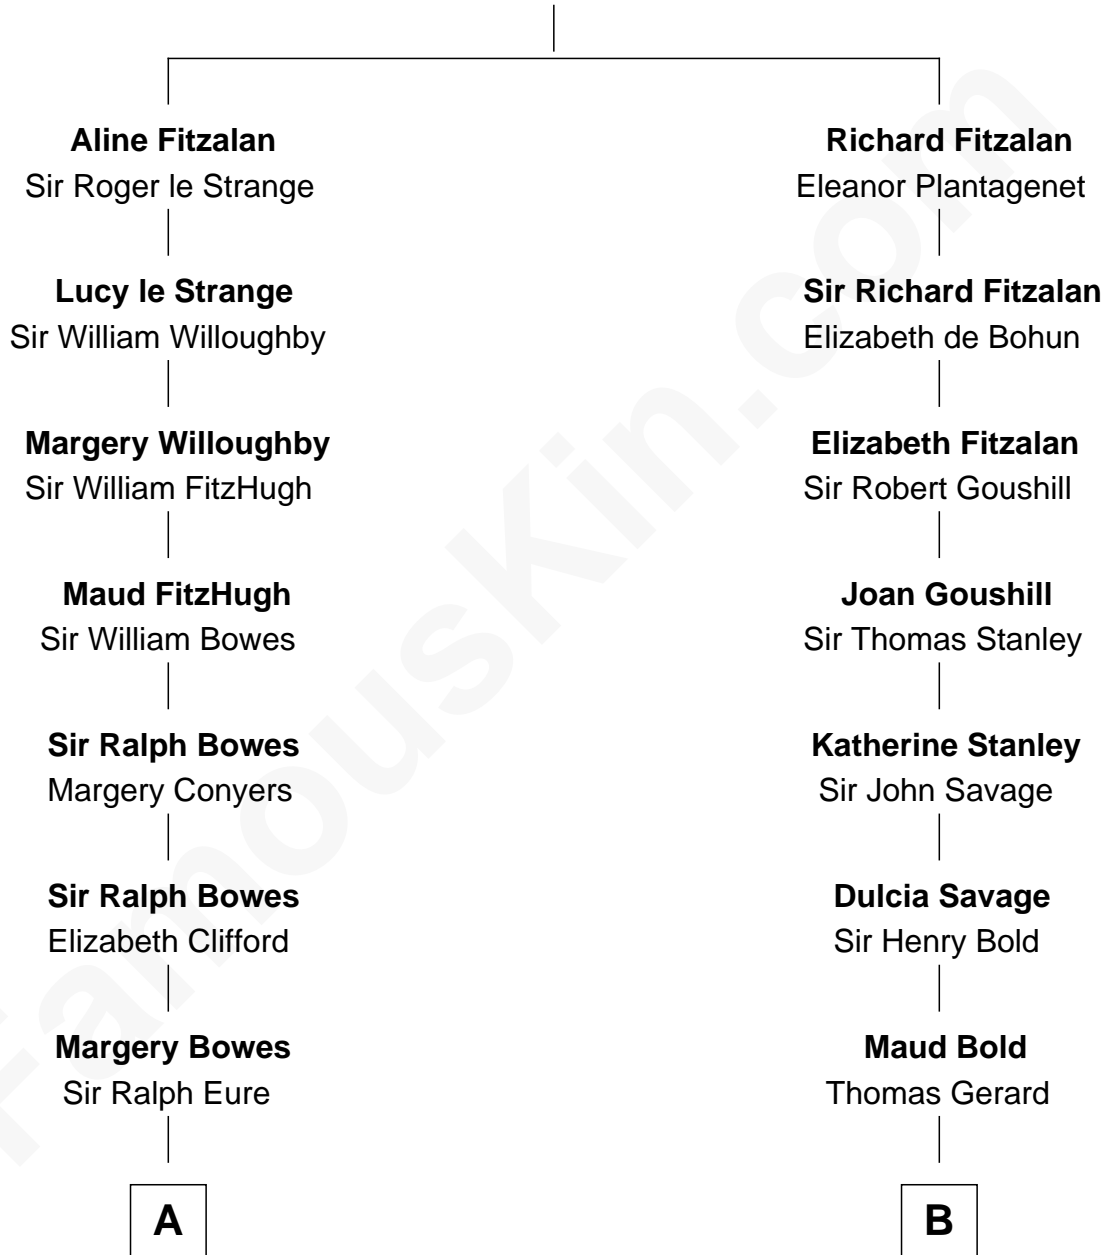 Aline Fitzalan
Sir Roger le Strange
Lucy le Strange
Sir William Willoughby
Margery Willoughby
Sir William FitzHugh
Maud FitzHugh
Sir William Bowes
Sir Ralph Bowes
Margery Conyers
Sir Ralph Bowes
Elizabeth Clifford
Margery Bowes
Sir Ralph Eure
A
Richard Fitzalan
Eleanor Plantagenet
Sir Richard Fitzalan
Elizabeth de Bohun
Elizabeth Fitzalan
Sir Robert Goushill
Joan Goushill
Sir Thomas Stanley
Katherine Stanley
Sir John Savage
Dulcia Savage
Sir Henry Bold
Maud Bold
Thomas Gerard
B
FamousKin.com